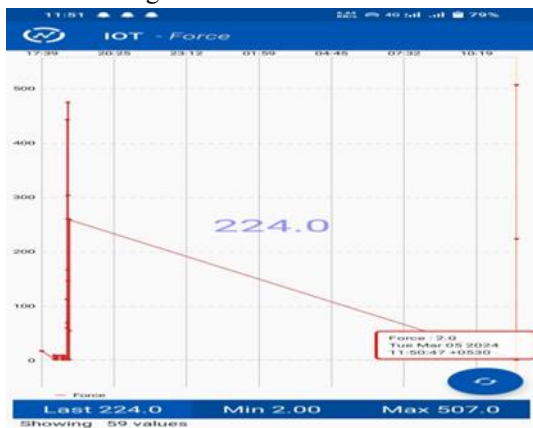 11:51
4G 79%
IOT - Force
17:39 20:25 23:12 01:59 04:45 07:32 10:19
500
400
300
224.0
200
100
Force : 2.0
Tue Mar 05 2024
11:50:47 +0530
0
Force
Last 224.0 Min 2.00 Max 507.0
Showing 59 values